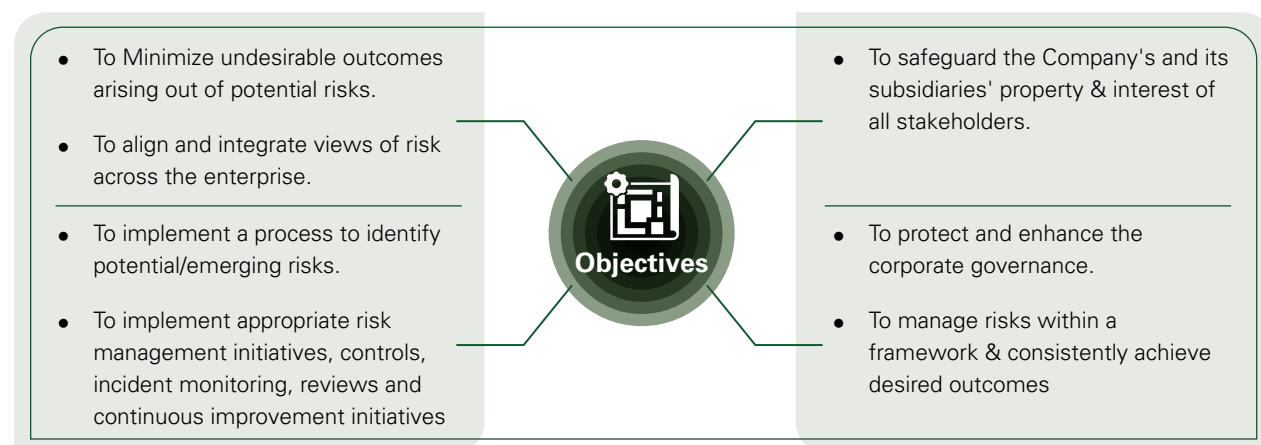 ● To Minimize undesirable outcomes
arising out of potential risks.
● To align and integrate views of risk
across the enterprise.
● To implement a process to identify
potential/emerging risks.
● To implement appropriate risk
management initiatives, controls,
incident monitoring, reviews and
continuous improvement initiatives
Objectives
● To safeguard the Company's and its
subsidiaries' property & interest of
all stakeholders.
● To protect and enhance the
corporate governance.
● To manage risks within a
framework & consistently achieve
desired outcomes